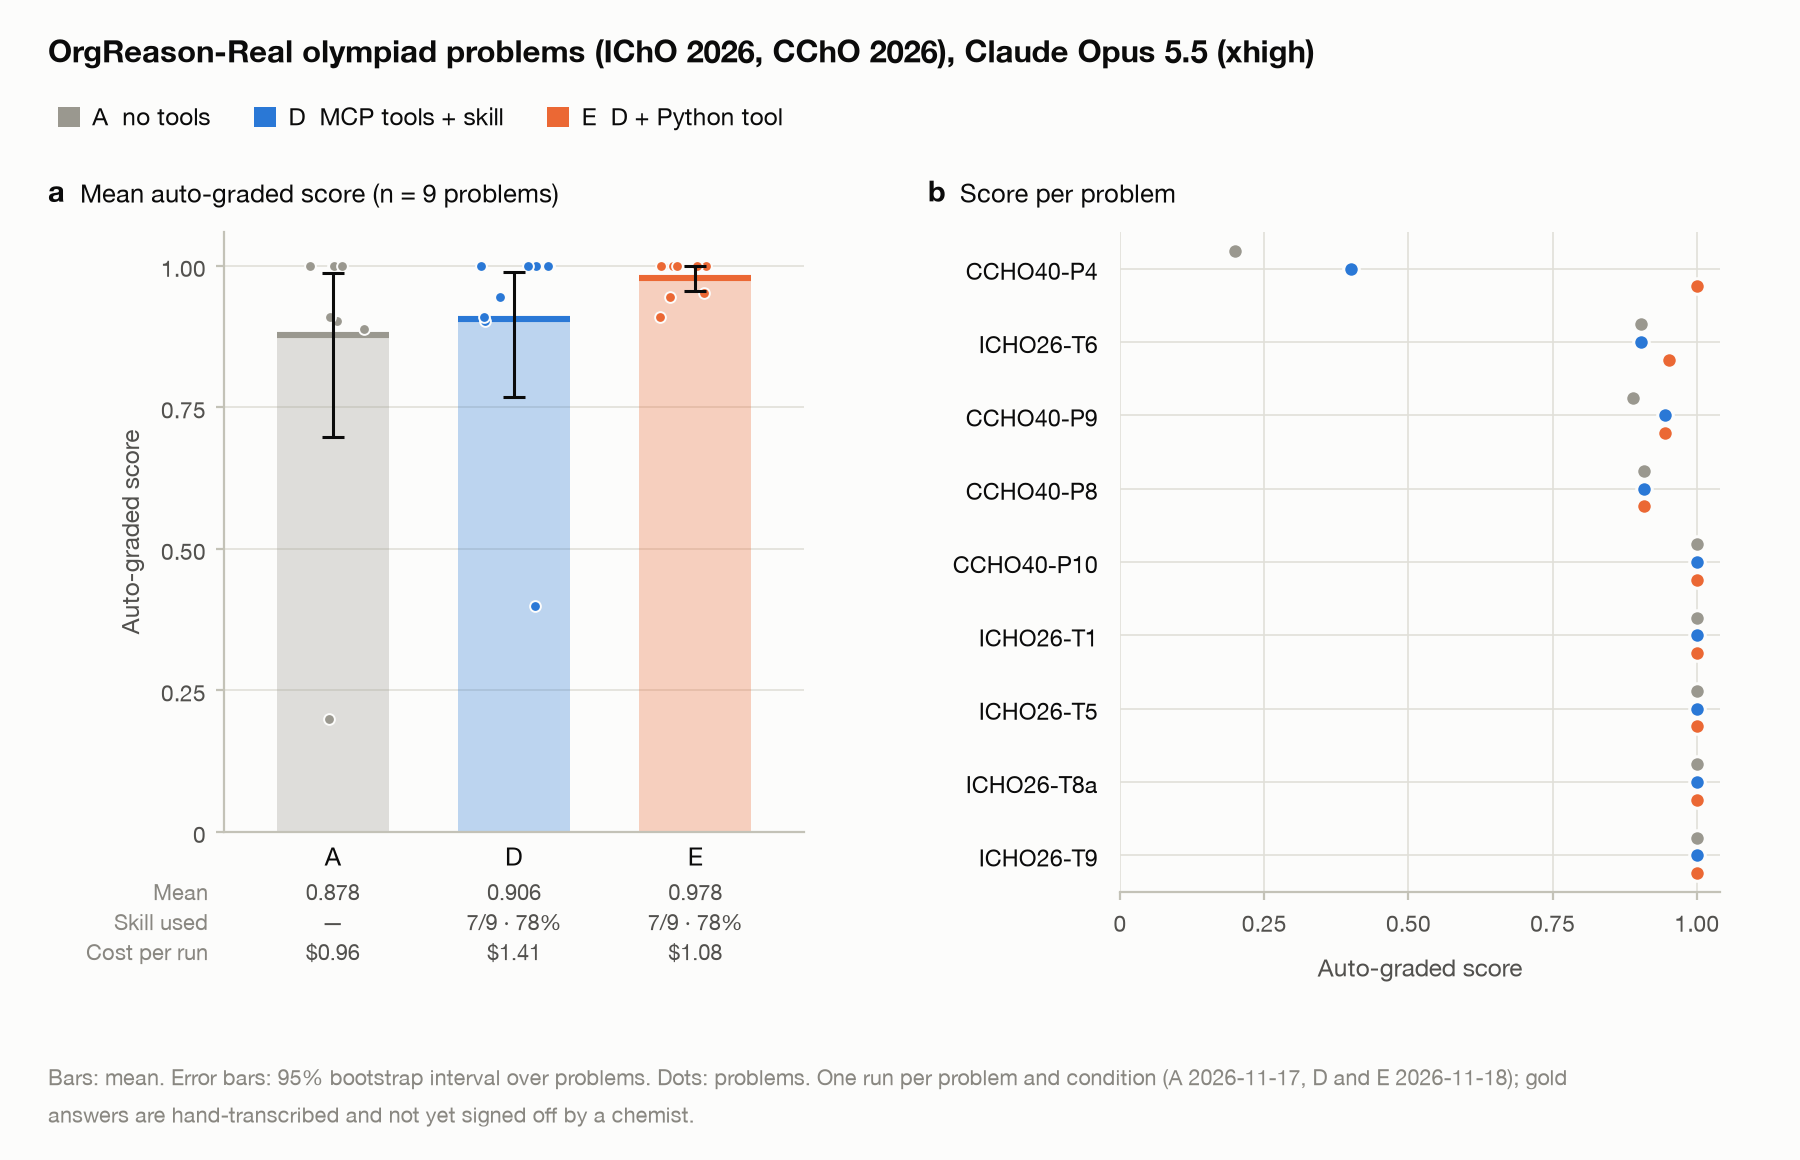 OrgReason-Real olympiad problems (IChO 2026, CChO 2026), Claude Opus 5.5 (xhigh)
A no tools
D MCP tools + skill
E D + Python tool
a Mean auto-graded score (n = 9 problems)
1.00
0.75
0.50
0.25
0
Auto-graded score
A D E
Mean 0.878 0.906 0.978
Skill used — 7/9 · 78% 7/9 · 78%
Cost per run $0.96 $1.41 $1.08
b Score per problem
CCHO40-P4
ICHO26-T6
CCHO40-P9
CCHO40-P8
CCHO40-P10
ICHO26-T1
ICHO26-T5
ICHO26-T8a
ICHO26-T9
0 0.25 0.50 0.75 1.00
Auto-graded score
Bars: mean. Error bars: 95% bootstrap interval over problems. Dots: problems. One run per problem and condition (A 2026-11-17, D and E 2026-11-18); gold
answers are hand-transcribed and not yet signed off by a chemist.